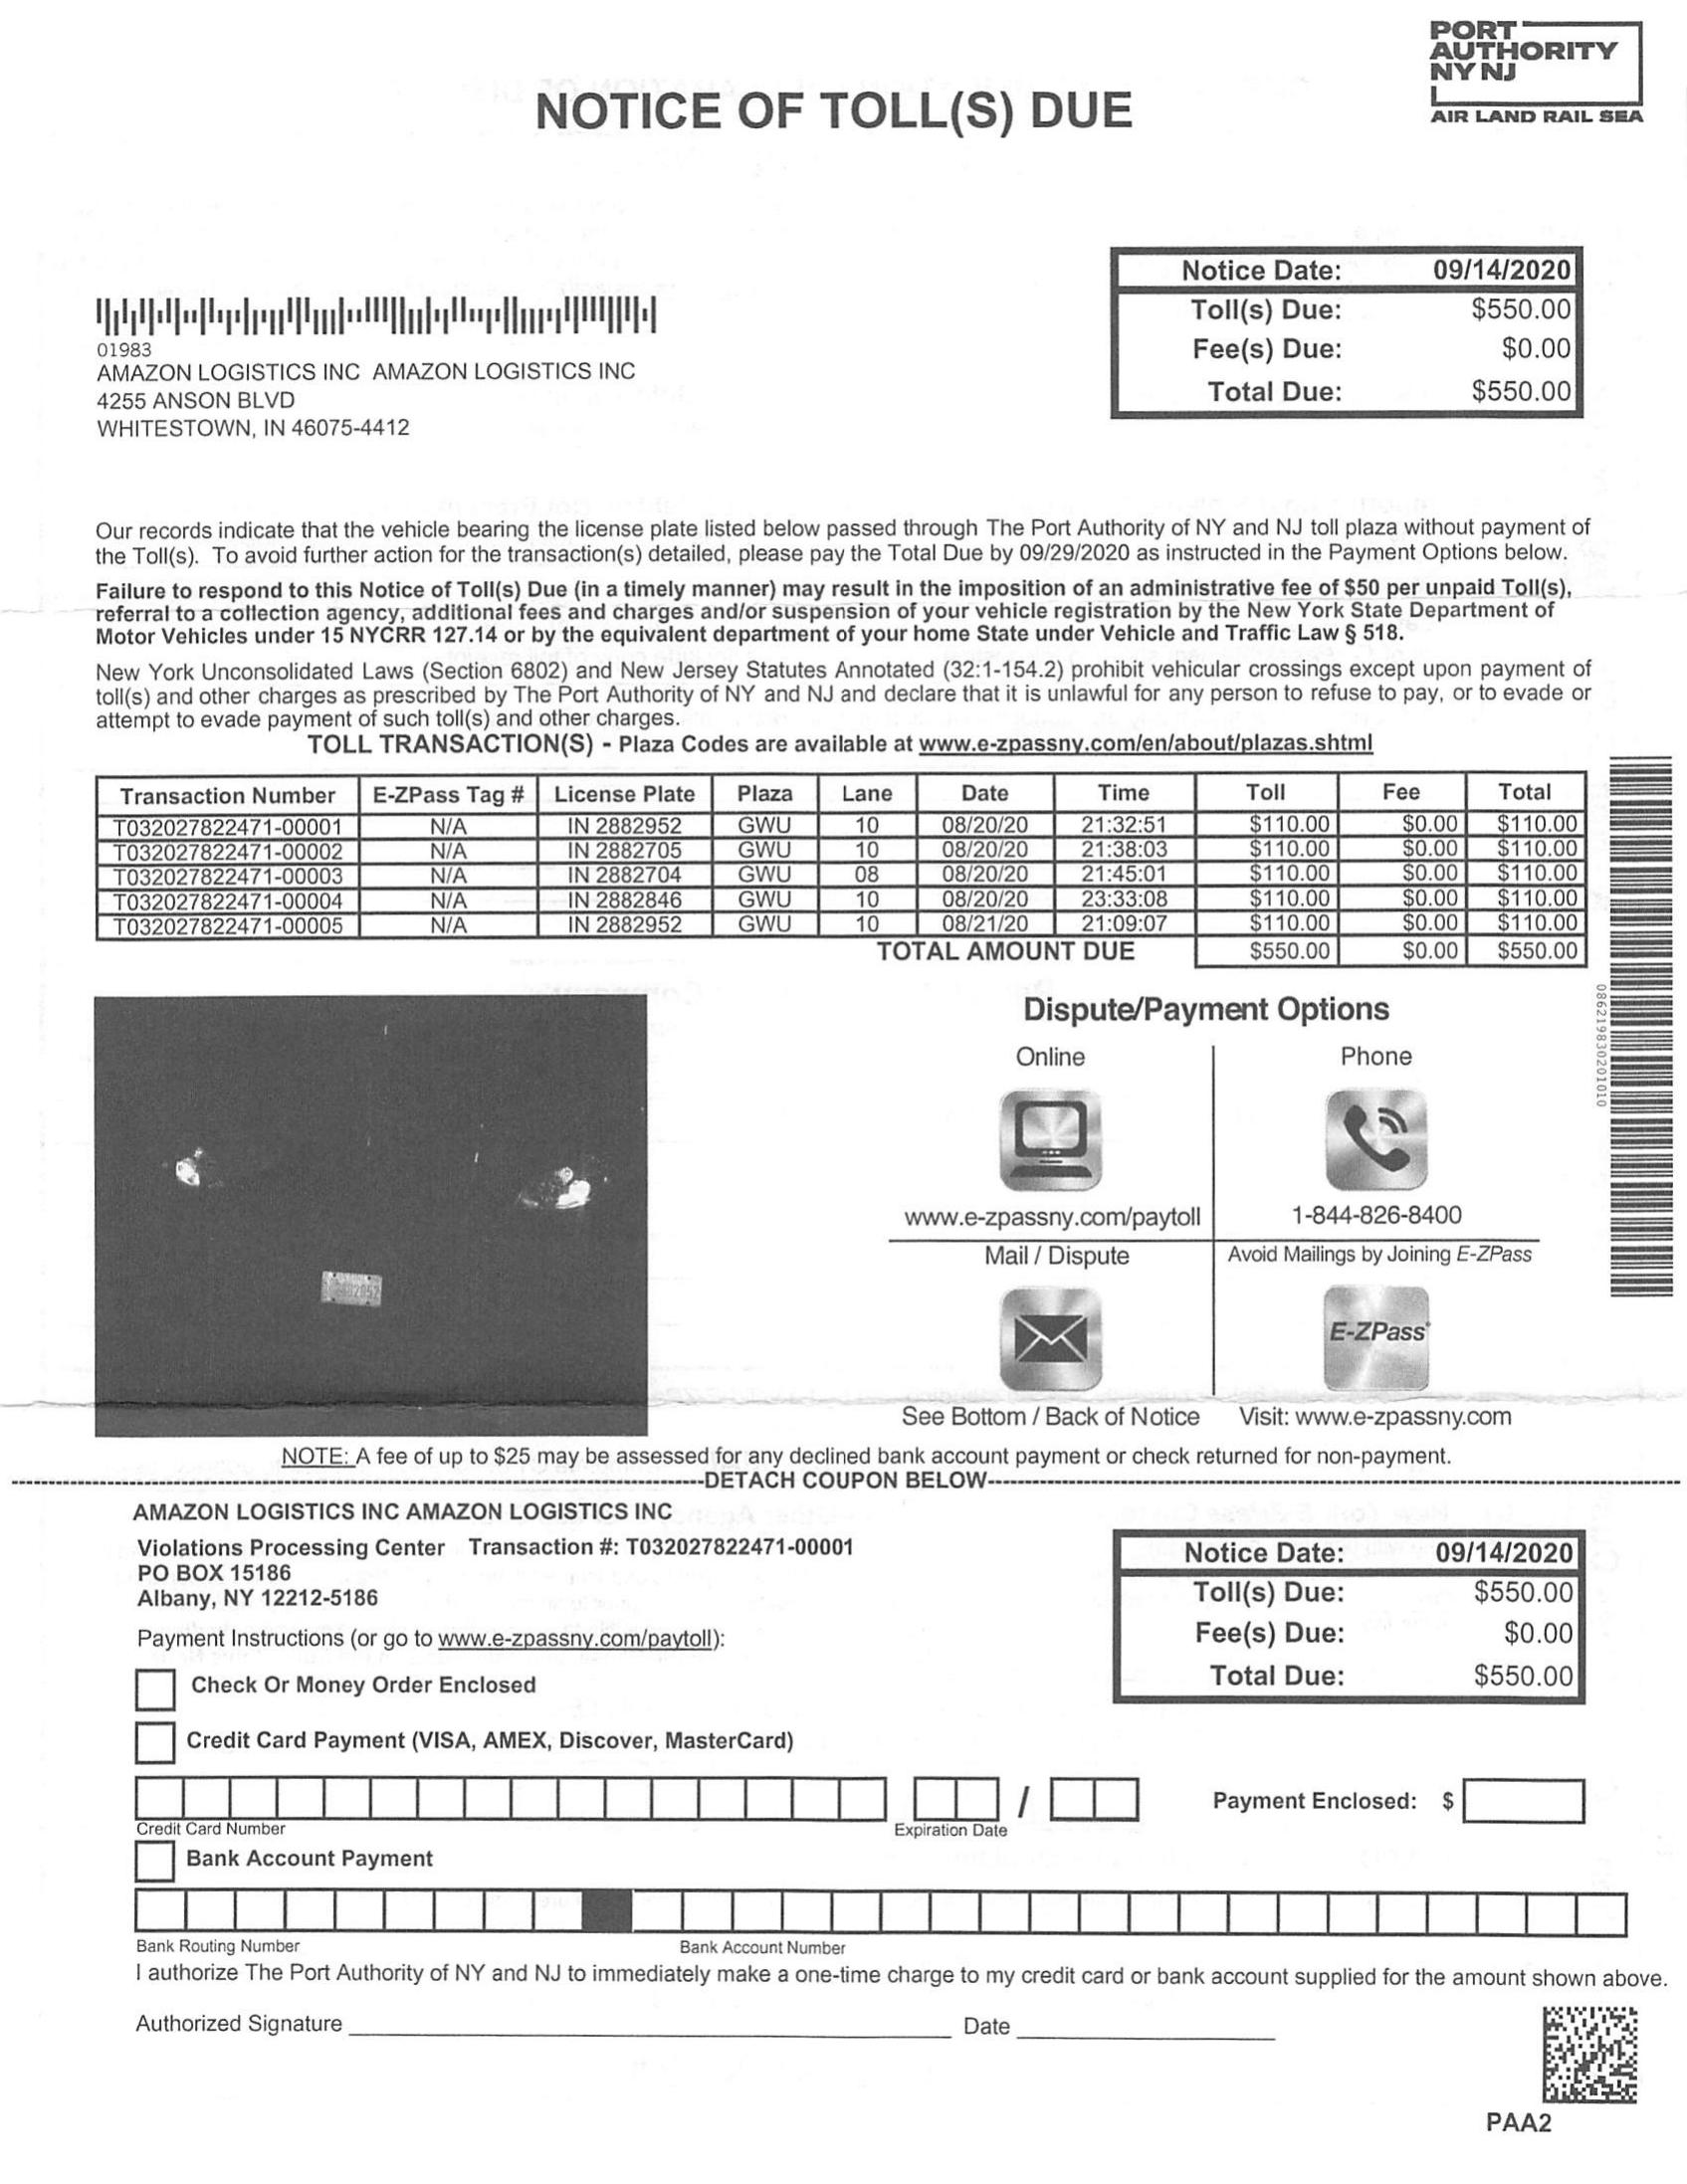 PORT
AUTHORITY
NY NJ
AIR LAND RAIL SEA
NOTICE OF TOLL(S) DUE
Notice Date: 09/14/2020
Toll(s) Due: $550.00
Fee(s) Due: $0.00
Total Due: $550.00
01983
AMAZON LOGISTICS INC AMAZON LOGISTICS INC
4255 ANSON BLVD
WHITESTOWN, IN 46075-4412
Our records indicate that the vehicle bearing the license plate listed below passed through The Port Authority of NY and NJ toll plaza without payment of
the Toll(s). To avoid further action for the transaction(s) detailed, please pay the Total Due by 09/29/2020 as instructed in the Payment Options below.
Failure to respond to this Notice of Toll(s) Due (in a timely manner) may result in the imposition of an administrative fee of $50 per unpaid Toll(s),
referral to a collection agency, additional fees and charges and/or suspension of your vehicle registration by the New York State Department of
Motor Vehicles under 15 NYCRR 127.14 or by the equivalent department of your home State under Vehicle and Traffic Law § 518.
New York Unconsolidated Laws (Section 6802) and New Jersey Statutes Annotated (32:1-154.2) prohibit vehicular crossings except upon payment of
toll(s) and other charges as prescribed by The Port Authority of NY and NJ and declare that it is unlawful for any person to refuse to pay, or to evade or
attempt to evade payment of such toll(s) and other charges.
TOLL TRANSACTION(S) - Plaza Codes are available at www.e-zpassny.com/en/about/plazas.shtml
Transaction Number E-ZPass Tag # License Plate Plaza Lane Date Time Toll Fee Total
T032027822471-00001 N/A IN 2882952 GWU 10 08/20/20 21:32:51 $110.00 $0.00 $110.00
T032027822471-00002 N/A IN 2882705 GWU 10 08/20/20 21:38:03 $110.00 $0.00 $110.00
T032027822471-00003 N/A IN 2882704 GWU 08 08/20/20 21:45:01 $110.00 $0.00 $110.00
T032027822471-00004 N/A IN 2882846 GWU 10 08/20/20 23:33:08 $110.00 $0.00 $110.00
T032027822471-00005 N/A IN 2882952 GWU 10 08/21/20 21:09:07 $110.00 $0.00 $110.00
TOTAL AMOUNT DUE $550.00 $0.00 $550.00
086219830201010
Dispute/Payment Options
Online Phone
www.e-zpassny.com/paytoll 1-844-826-8400
Mail / Dispute Avoid Mailings by Joining E-ZPass
E-ZPass
See Bottom / Back of Notice Visit: www.e-zpassny.com
NOTE: A fee of up to $25 may be assessed for any declined bank account payment or check returned for non-payment.
DETACH COUPON BELOW
AMAZON LOGISTICS INC AMAZON LOGISTICS INC
Violations Processing Center Transaction #: T032027822471-00001
PO BOX 15186
Albany, NY 12212-5186
Notice Date: 09/14/2020
Toll(s) Due: $550.00
Fee(s) Due: $0.00
Total Due: $550.00
Payment Instructions (or go to www.e-zpassny.com/paytoll):
Check Or Money Order Enclosed
Credit Card Payment (VISA, AMEX, Discover, MasterCard)
/ Payment Enclosed: $
Credit Card Number Expiration Date
Bank Account Payment
Bank Routing Number Bank Account Number
I authorize The Port Authority of NY and NJ to immediately make a one-time charge to my credit card or bank account supplied for the amount shown above.
Authorized Signature Date
PAA2